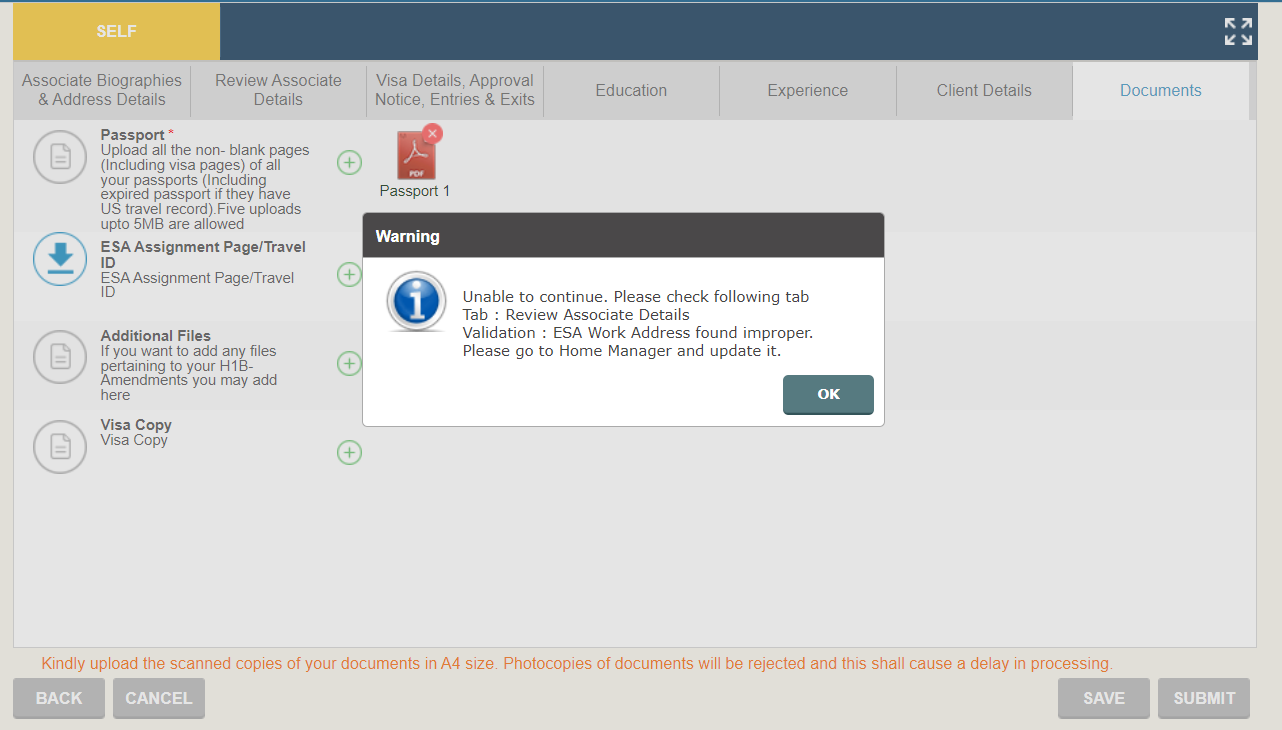 SELF
Associate Biographies
& Address Details
Review Associate
Details
Visa Details, Approval
Notice, Entries & Exits
Education
Experience
Client Details
Documents
Passport *
Upload all the non- blank pages
(Including visa pages) of all
your passports (Including
expired passport if they have
US travel record).Five uploads
upto 5MB are allowed
PDF
Passport 1
ESA Assignment Page/Travel
ID
ESA Assignment Page/Travel
ID
Additional Files
If you want to add any files
pertaining to your H1B-
Amendments you may add
here
Visa Copy
Visa Copy
Warning
Unable to continue. Please check following tab
Tab : Review Associate Details
Validation : ESA Work Address found improper.
Please go to Home Manager and update it.
OK
Kindly upload the scanned copies of your documents in A4 size. Photocopies of documents will be rejected and this shall cause a delay in processing.
BACK
CANCEL
SAVE
SUBMIT